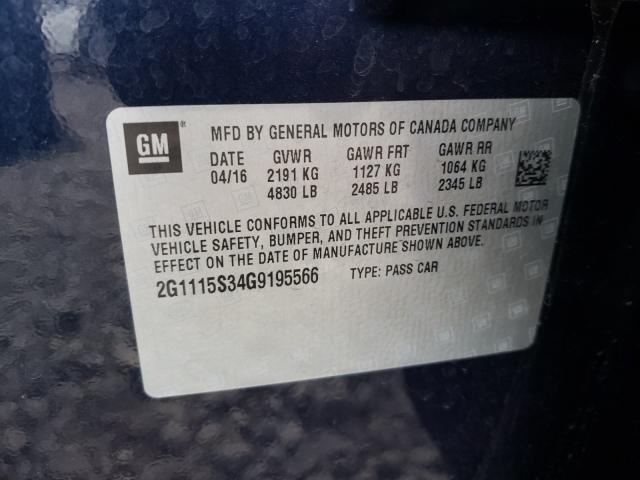 GM
MFD BY GENERAL MOTORS OF CANADA COMPANY
DATE GVWR GAWR FRT GAWR RR
04/16 2191 KG 1127 KG 1064 KG
4830 LB 2485 LB 2345 LB
THIS VEHICLE CONFORMS TO ALL APPLICABLE U.S. FEDERAL MOTOR
VEHICLE SAFETY, BUMPER, AND THEFT PREVENTION STANDARDS IN
EFFECT ON THE DATE OF MANUFACTURE SHOWN ABOVE.
2G1115S34G9195566 TYPE: PASS CAR